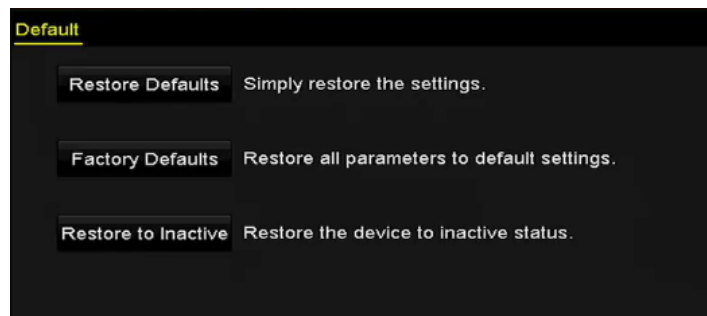 Default
Restore Defaults Simply restore the settings.
Factory Defaults Restore all parameters to default settings.
Restore to Inactive Restore the device to inactive status.